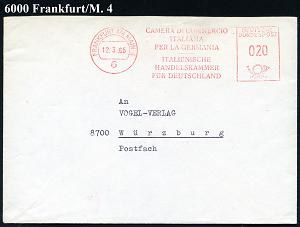 6000 Frankfurt/M. 4
FRANKFURT AM MAIN
12.3.65
6
CAMERA DI COMMERCIO
ITALIANA
PER LA GERMANIA
ITALIENISCHE
HANDELSKAMMER
FÜR DEUTSCHLAND
DEUTSCHE
BUNDESPOST
020
An
VOGEL-VERLAG
8700 Würzburg
Postfach